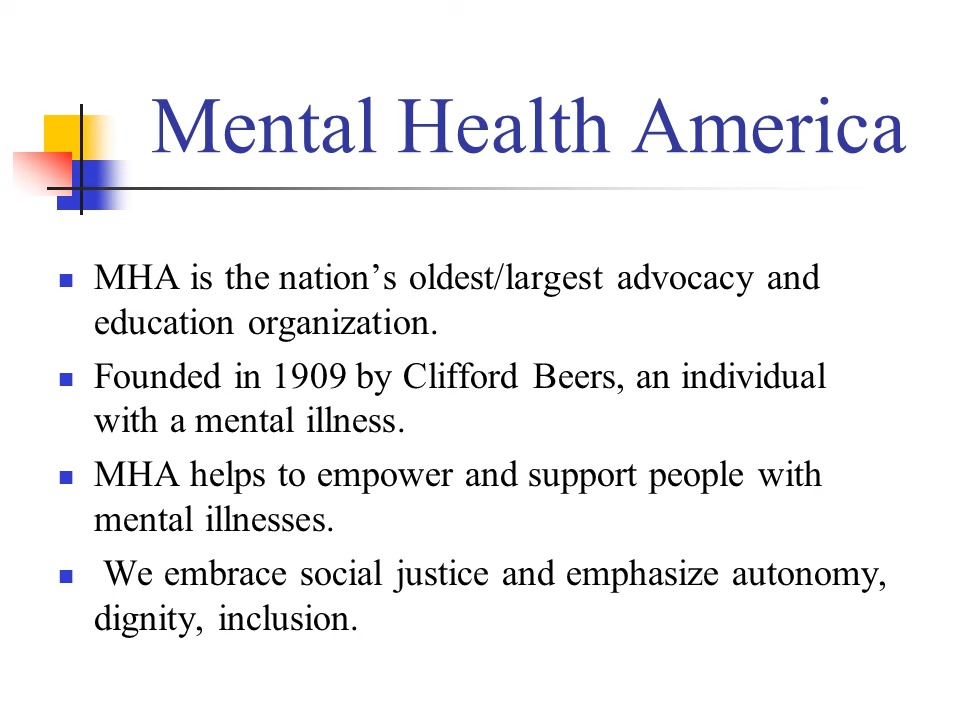 Mental Health America
MHA is the nation’s oldest/largest advocacy and
education organization.
Founded in 1909 by Clifford Beers, an individual
with a mental illness.
MHA helps to empower and support people with
mental illnesses.
We embrace social justice and emphasize autonomy,
dignity, inclusion.